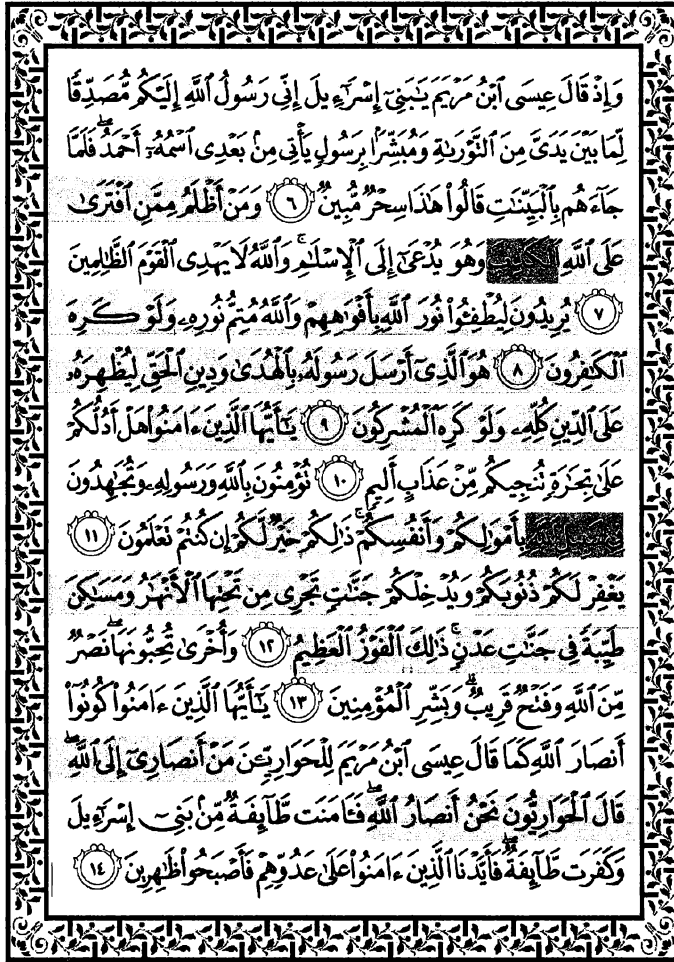 وَإِذْ قَالَ عِيسَى ٱبْنُ مَرْيَمَ يَـٰبَنِىٓ إِسْرَٰٓءِيلَ إِنِّى رَسُولُ ٱللَّهِ إِلَيْكُم مُّصَدِّقًا
لِّمَا بَيْنَ يَدَىَّ مِنَ ٱلتَّوْرَىٰةِ وَمُبَشِّرًۢا بِرَسُولٍ يَأْتِى مِنۢ بَعْدِى ٱسْمُهُۥٓ أَحْمَدُ ۖ فَلَمَّا
جَآءَهُم بِٱلْبَيِّنَـٰتِ قَالُوا۟ هَـٰذَا سِحْرٌ مُّبِينٌ ٦ وَمَنْ أَظْلَمُ مِمَّنِ ٱفْتَرَىٰ
عَلَى ٱللَّهِ ٱلْكَذِبَ وَهُوَ يُدْعَىٰٓ إِلَى ٱلْإِسْلَـٰمِ ۚ وَٱللَّهُ لَا يَهْدِى ٱلْقَوْمَ ٱلظَّـٰلِمِينَ
٧ يُرِيدُونَ لِيُطْفِـُٔوا۟ نُورَ ٱللَّهِ بِأَفْوَٰهِهِمْ وَٱللَّهُ مُتِمُّ نُورِهِۦ وَلَوْ كَرِهَ
ٱلْكَـٰفِرُونَ ٨ هُوَ ٱلَّذِىٓ أَرْسَلَ رَسُولَهُۥ بِٱلْهُدَىٰ وَدِينِ ٱلْحَقِّ لِيُظْهِرَهُۥ
عَلَى ٱلدِّينِ كُلِّهِۦ وَلَوْ كَرِهَ ٱلْمُشْرِكُونَ ٩ يَـٰٓأَيُّهَا ٱلَّذِينَ ءَامَنُوا۟ هَلْ أَدُلُّكُمْ
عَلَىٰ تِجَـٰرَةٍ تُنجِيكُم مِّنْ عَذَابٍ أَلِيمٍ ١٠ تُؤْمِنُونَ بِٱللَّهِ وَرَسُولِهِۦ وَتُجَـٰهِدُونَ
فِى سَبِيلِ ٱللَّهِ بِأَمْوَٰلِكُمْ وَأَنفُسِكُمْ ۚ ذَٰلِكُمْ خَيْرٌ لَّكُمْ إِن كُنتُمْ تَعْلَمُونَ ١١
يَغْفِرْ لَكُمْ ذُنُوبَكُمْ وَيُدْخِلْكُمْ جَنَّـٰتٍ تَجْرِى مِن تَحْتِهَا ٱلْأَنْهَـٰرُ وَمَسَـٰكِنَ
طَيِّبَةً فِى جَنَّـٰتِ عَدْنٍ ۚ ذَٰلِكَ ٱلْفَوْزُ ٱلْعَظِيمُ ١٢ وَأُخْرَىٰ تُحِبُّونَهَا ۖ نَصْرٌ
مِّنَ ٱللَّهِ وَفَتْحٌ قَرِيبٌ ۗ وَبَشِّرِ ٱلْمُؤْمِنِينَ ١٣ يَـٰٓأَيُّهَا ٱلَّذِينَ ءَامَنُوا۟ كُونُوٓا۟
أَنصَارَ ٱللَّهِ كَمَا قَالَ عِيسَى ٱبْنُ مَرْيَمَ لِلْحَوَارِيِّـۧنَ مَنْ أَنصَارِىٓ إِلَى ٱللَّهِ ۖ
قَالَ ٱلْحَوَارِيُّونَ نَحْنُ أَنصَارُ ٱللَّهِ ۖ فَـَٔامَنَت طَّآئِفَةٌ مِّنۢ بَنِىٓ إِسْرَٰٓءِيلَ
وَكَفَرَت طَّآئِفَةٌ ۖ فَأَيَّدْنَا ٱلَّذِينَ ءَامَنُوا۟ عَلَىٰ عَدُوِّهِمْ فَأَصْبَحُوا۟ ظَـٰهِرِينَ ١٤